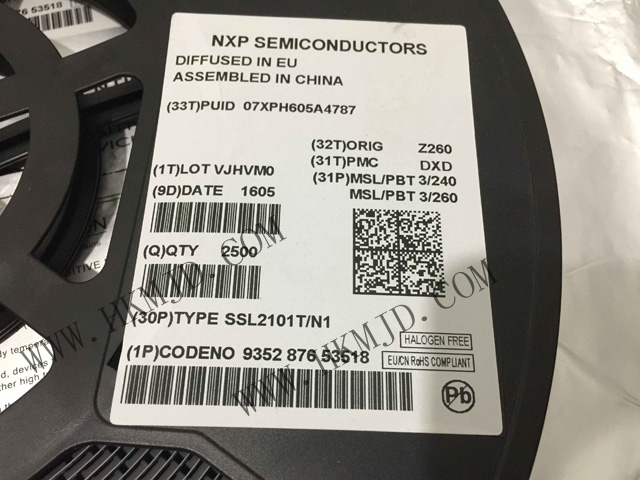 76 53518
NXP SEMICONDUCTORS
DIFFUSED IN EU
ASSEMBLED IN CHINA
(33T)PUID 07XPH605A4787
(32T)ORIG Z260
(31T)PMC DXD
(1T)LOT VJHVM0
(31P)MSL/PBT 3/240
(9D)DATE 1605
MSL/PBT 3/260
(Q)QTY 2500
(30P)TYPE SSL2101T/N1
HALOGEN FREE
(1P)CODENO 9352 876 53518
EU/CN RoHS COMPLIANT
Pb
WWW.HKMJD.COM
WWW.HKMJD.COM